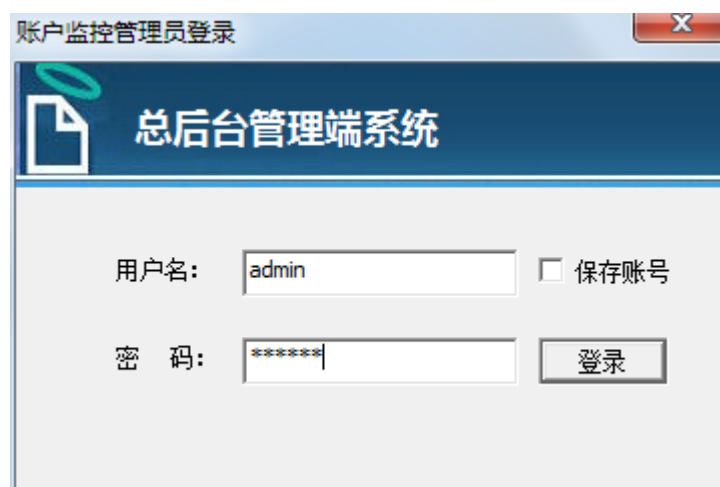 账户监控管理员登录
总后台管理端系统
用户名: admin 保存账号
密 码: ****** 登录